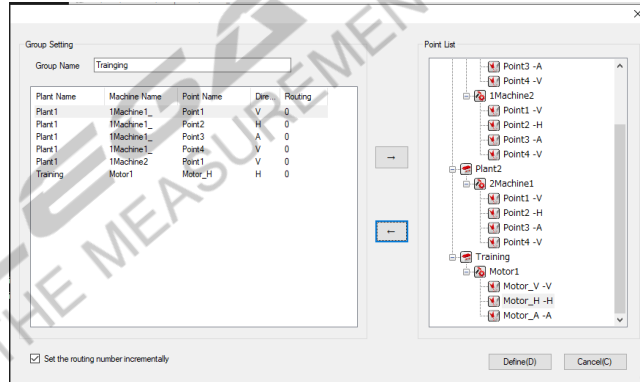 Group Setting
Group Name Trainging
Plant Name Machine Name Point Name Dire... Routing
Plant1 1Machine1_ Point1 V 0
Plant1 1Machine1_ Point2 H 0
Plant1 1Machine1_ Point3 A 0
Plant1 1Machine1_ Point4 V 0
Plant1 1Machine2 Point1 V 0
Training Motor1 Motor_H H 0
→
←
Point List
Point3 -A
Point4 -V
1Machine2
Point1 -V
Point2 -H
Point3 -A
Point4 -V
Plant2
2Machine1
Point1 -V
Point2 -H
Point3 -A
Point4 -V
Training
Motor1
Motor_V -V
Motor_H -H
Motor_A -A
Set the routing number incrementally
Define(D) Cancel(C)